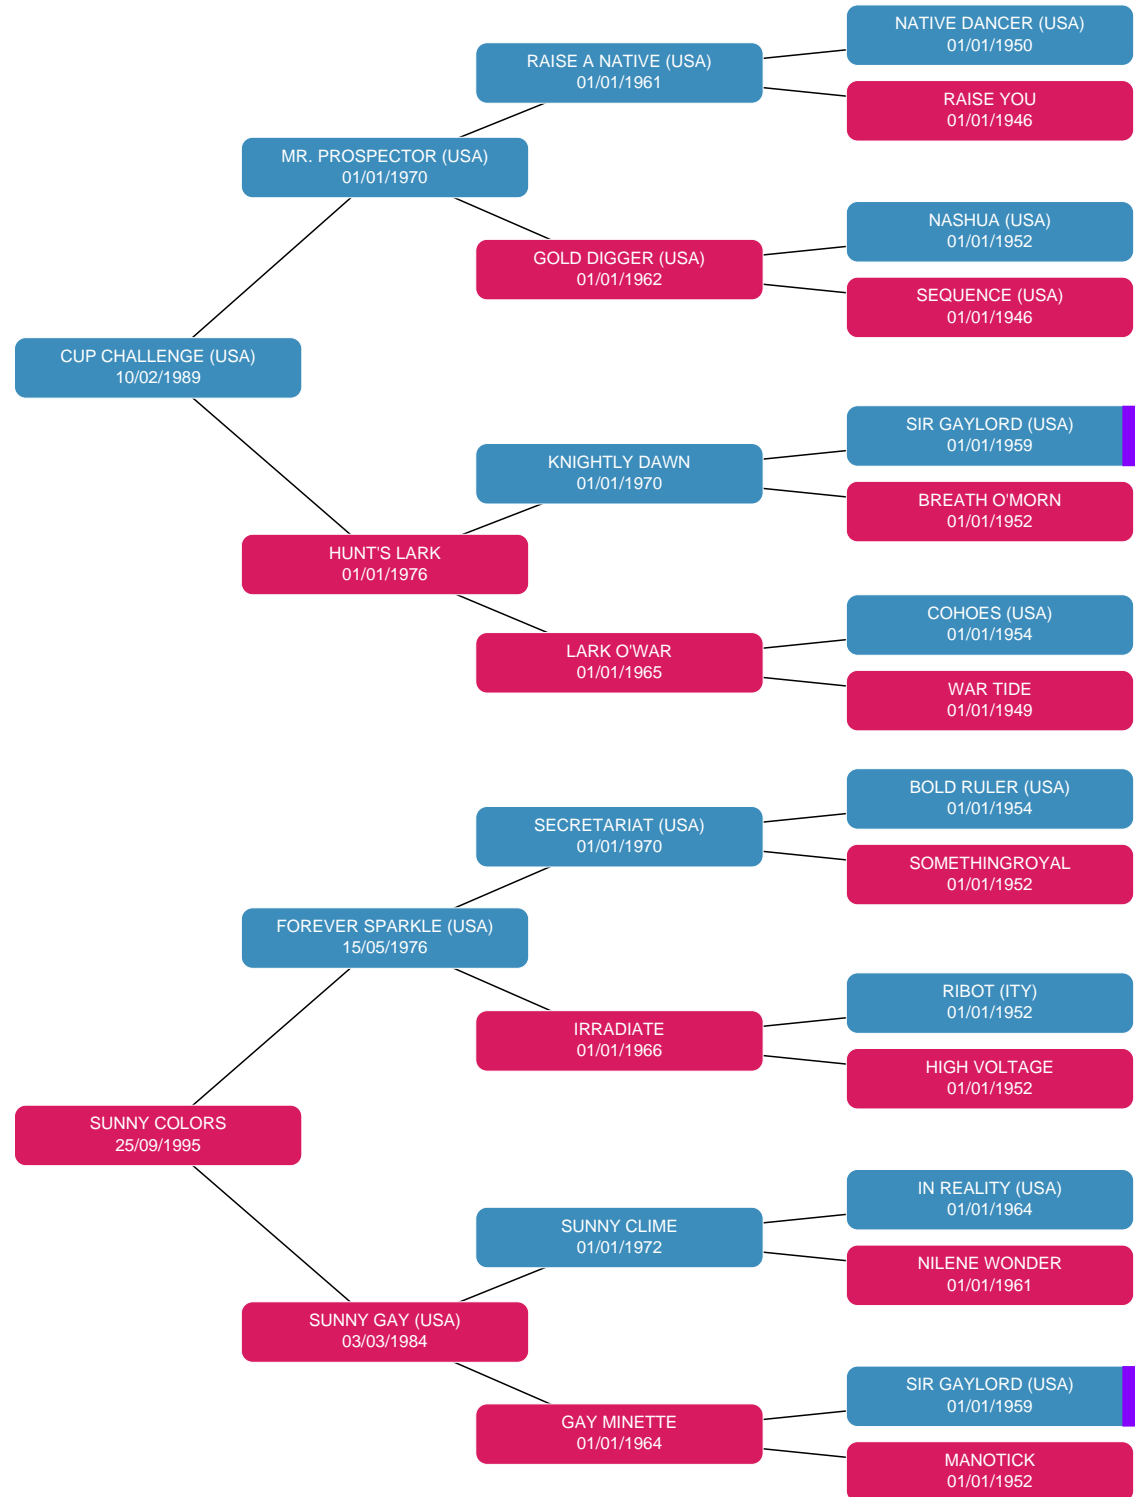 NATIVE DANCER (USA)
01/01/1950
RAISE A NATIVE (USA)
01/01/1961
RAISE YOU
01/01/1946
MR. PROSPECTOR (USA)
01/01/1970
NASHUA (USA)
01/01/1952
GOLD DIGGER (USA)
01/01/1962
SEQUENCE (USA)
01/01/1946
CUP CHALLENGE (USA)
10/02/1989
SIR GAYLORD (USA)
01/01/1959
KNIGHTLY DAWN
01/01/1970
BREATH O'MORN
01/01/1952
HUNT'S LARK
01/01/1976
COHOES (USA)
01/01/1954
LARK O'WAR
01/01/1965
WAR TIDE
01/01/1949
BOLD RULER (USA)
01/01/1954
SECRETARIAT (USA)
01/01/1970
SOMETHINGROYAL
01/01/1952
FOREVER SPARKLE (USA)
15/05/1976
RIBOT (ITY)
01/01/1952
IRRADIATE
01/01/1966
HIGH VOLTAGE
01/01/1952
SUNNY COLORS
25/09/1995
IN REALITY (USA)
01/01/1964
SUNNY CLIME
01/01/1972
NILENE WONDER
01/01/1961
SUNNY GAY (USA)
03/03/1984
SIR GAYLORD (USA)
01/01/1959
GAY MINETTE
01/01/1964
MANOTICK
01/01/1952